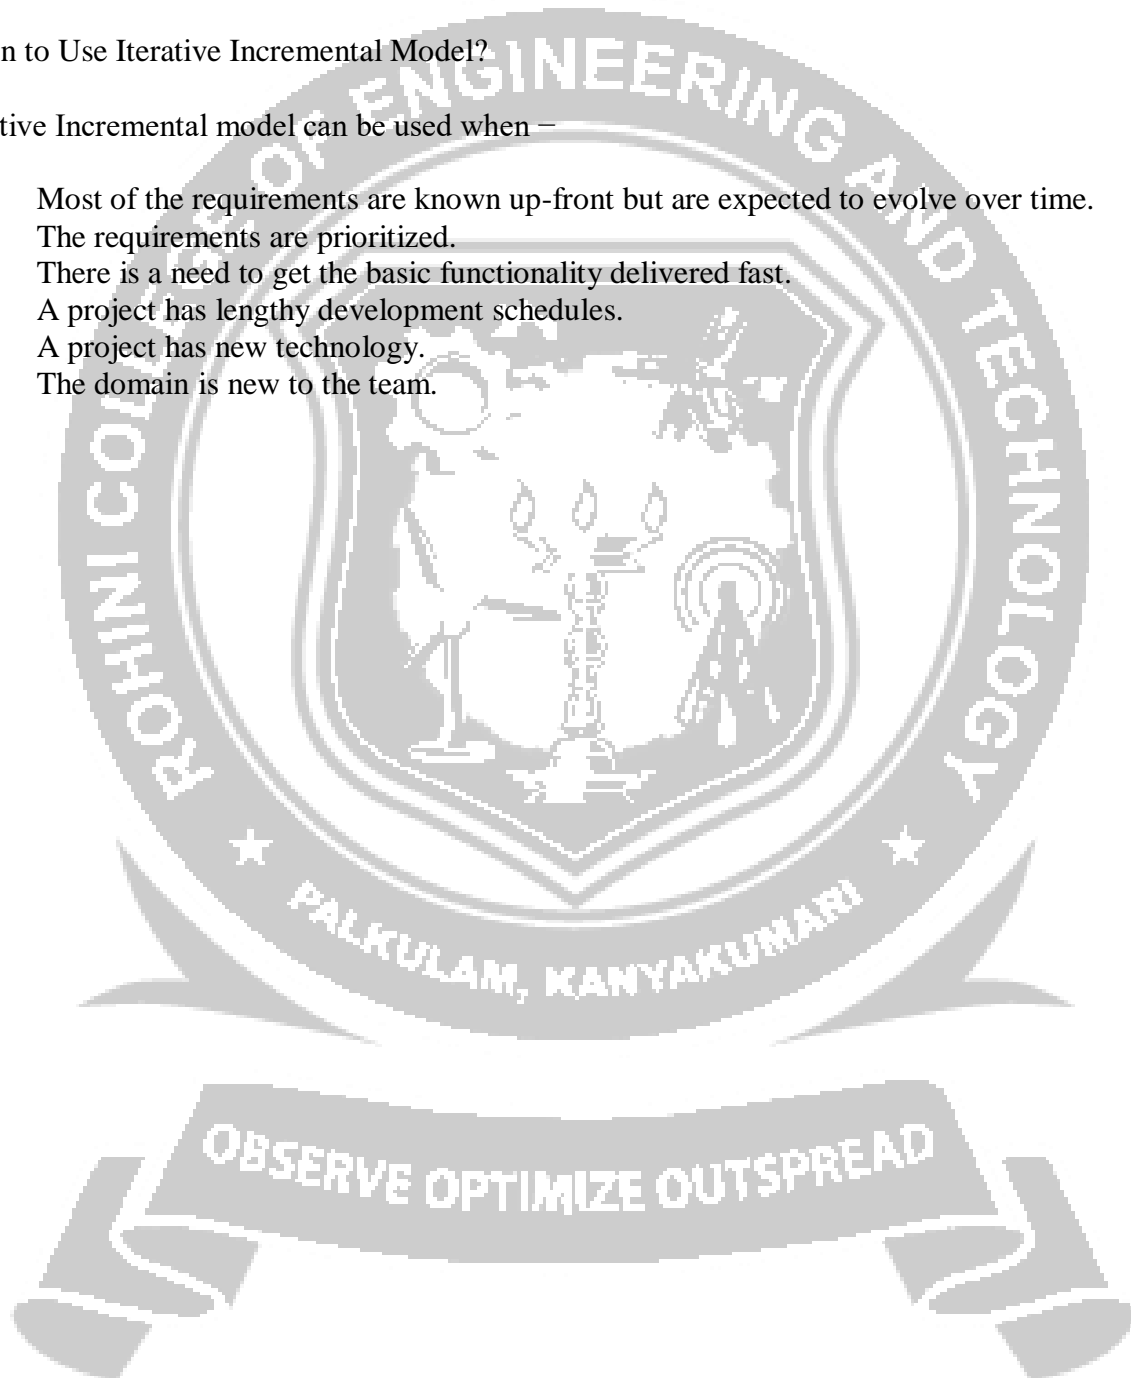 n to Use Iterative Incremental Model?
tive Incremental model can be used when −
Most of the requirements are known up-front but are expected to evolve over time.
The requirements are prioritized.
There is a need to get the basic functionality delivered fast.
A project has lengthy development schedules.
A project has new technology.
The domain is new to the team.
ROHINI COLLEGE OF ENGINEERING AND TECHNOLOGY
PALKULAM, KANYAKUMARI
OBSERVE OPTIMIZE OUTSPREAD